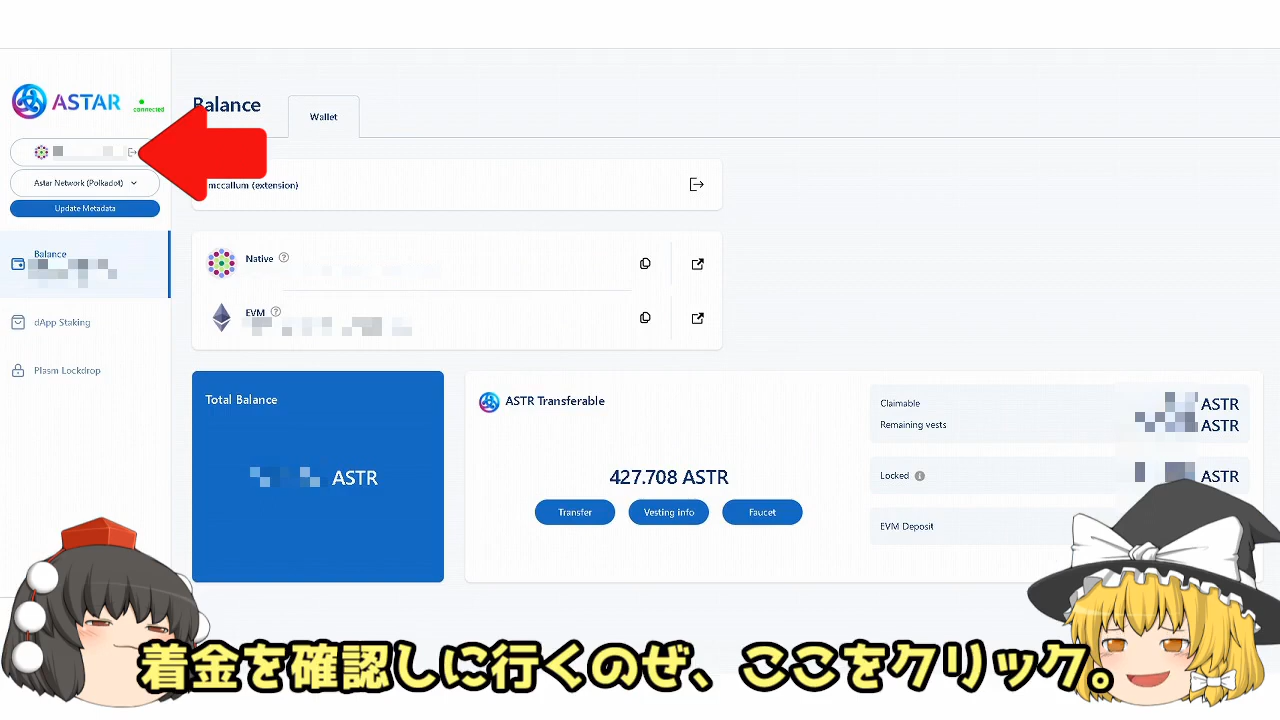 ASTAR
connected
Astar Network (Polkadot)
Update Metadata
Balance
dApp Staking
Plasm Lockdrop
Balance
Wallet
mccallum (extension)
Native
EVM
Total Balance
ASTR
ASTR Transferable
427.708 ASTR
Transfer
Vesting info
Faucet
Claimable
ASTR
Remaining vests
ASTR
Locked
ASTR
EVM Deposit
着金を確認しに行くのぜ、ここをクリック。